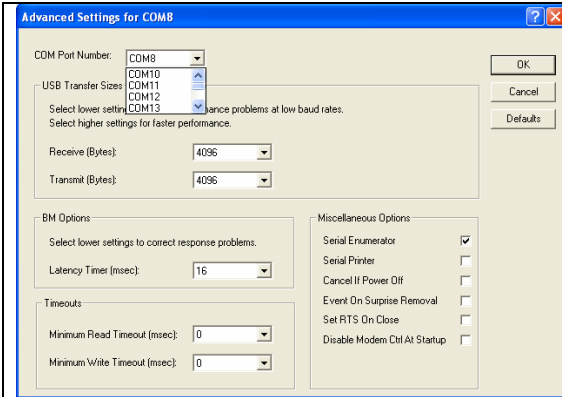 Advanced Settings for COM8
COM Port Number: COM8
COM10
COM11
COM12
COM13
OK
Cancel
Defaults
USB Transfer Sizes
Select lower settin ance problems at low baud rates.
Select higher settings for faster performance.
Receive (Bytes): 4096
Transmit (Bytes): 4096
BM Options
Select lower settings to correct response problems.
Latency Timer (msec): 16
Timeouts
Minimum Read Timeout (msec): 0
Minimum Write Timeout (msec): 0
Miscellaneous Options
Serial Enumerator
Serial Printer
Cancel If Power Off
Event On Surprise Removal
Set RTS On Close
Disable Modem Ctrl At Startup